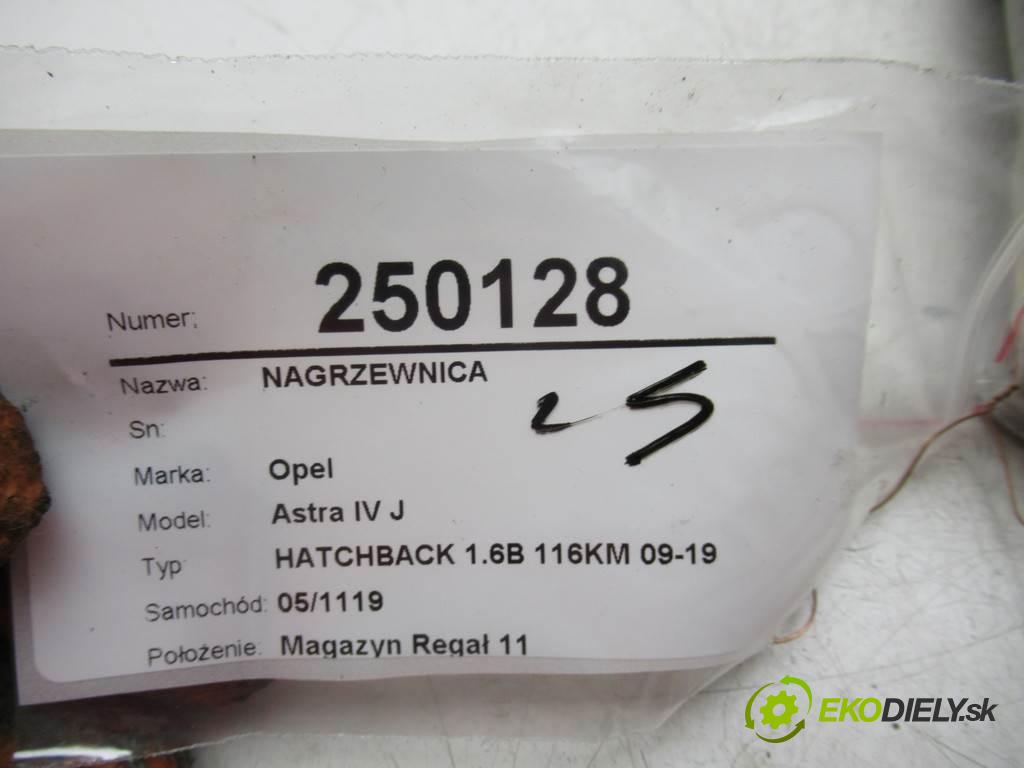 Numer: 250128
Nazwa: NAGRZEWNICA
Sn:
Marka: Opel
Model: Astra IV J
Typ HATCHBACK 1.6B 116KM 09-19
Samochód: 05/1119
Położenie: Magazyn Regał 11
EKODIELY.sk